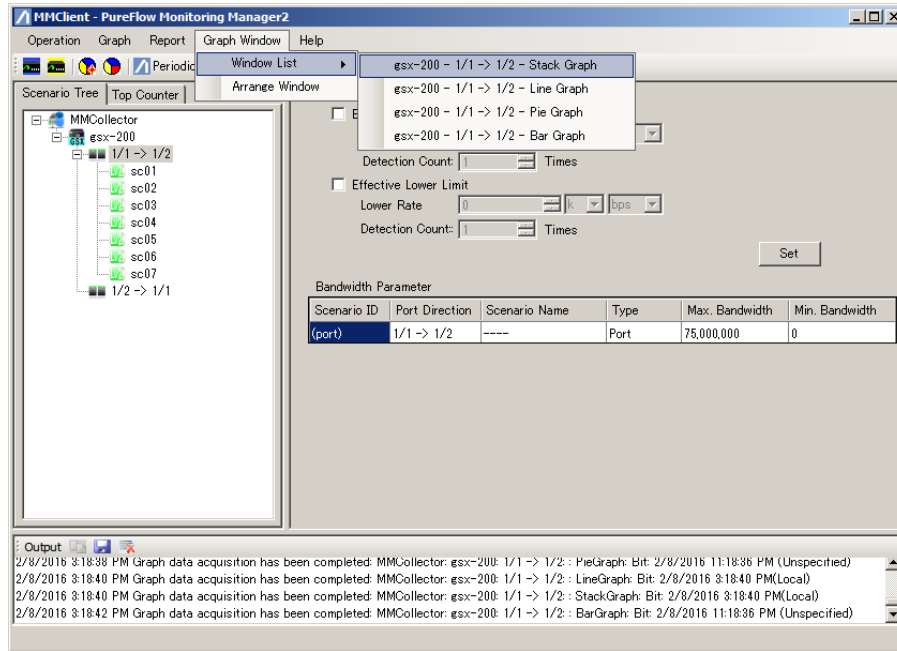 MMClient - PureFlow Monitoring Manager2
Operation Graph Report Graph Window Help
Periodic
Window List
Arrange Window
gsx-200 - 1/1 -> 1/2 - Stack Graph
gsx-200 - 1/1 -> 1/2 - Line Graph
gsx-200 - 1/1 -> 1/2 - Pie Graph
gsx-200 - 1/1 -> 1/2 - Bar Graph
Scenario Tree Top Counter
MMCollector
GSX gsx-200
1/1 -> 1/2
sc01
sc02
sc03
sc04
sc05
sc06
sc07
1/2 -> 1/1
E
Detection Count: 1 Times
Effective Lower Limit
Lower Rate 0 k bps
Detection Count: 1 Times
Set
Bandwidth Parameter
Scenario ID Port Direction Scenario Name Type Max. Bandwidth Min. Bandwidth
(port) 1/1 -> 1/2 ---- Port 75,000,000 0
Output
2/8/2016 3:18:38 PM Graph data acquisition has been completed: MMCollector: gsx-200: 1/1 -> 1/2: : PieGraph: Bit: 2/8/2016 11:18:36 PM (Unspecified)
2/8/2016 3:18:40 PM Graph data acquisition has been completed: MMCollector: gsx-200: 1/1 -> 1/2: : LineGraph: Bit: 2/8/2016 3:18:40 PM(Local)
2/8/2016 3:18:40 PM Graph data acquisition has been completed: MMCollector: gsx-200: 1/1 -> 1/2: : StackGraph: Bit: 2/8/2016 3:18:40 PM(Local)
2/8/2016 3:18:42 PM Graph data acquisition has been completed: MMCollector: gsx-200: 1/1 -> 1/2: : BarGraph: Bit: 2/8/2016 11:18:36 PM (Unspecified)